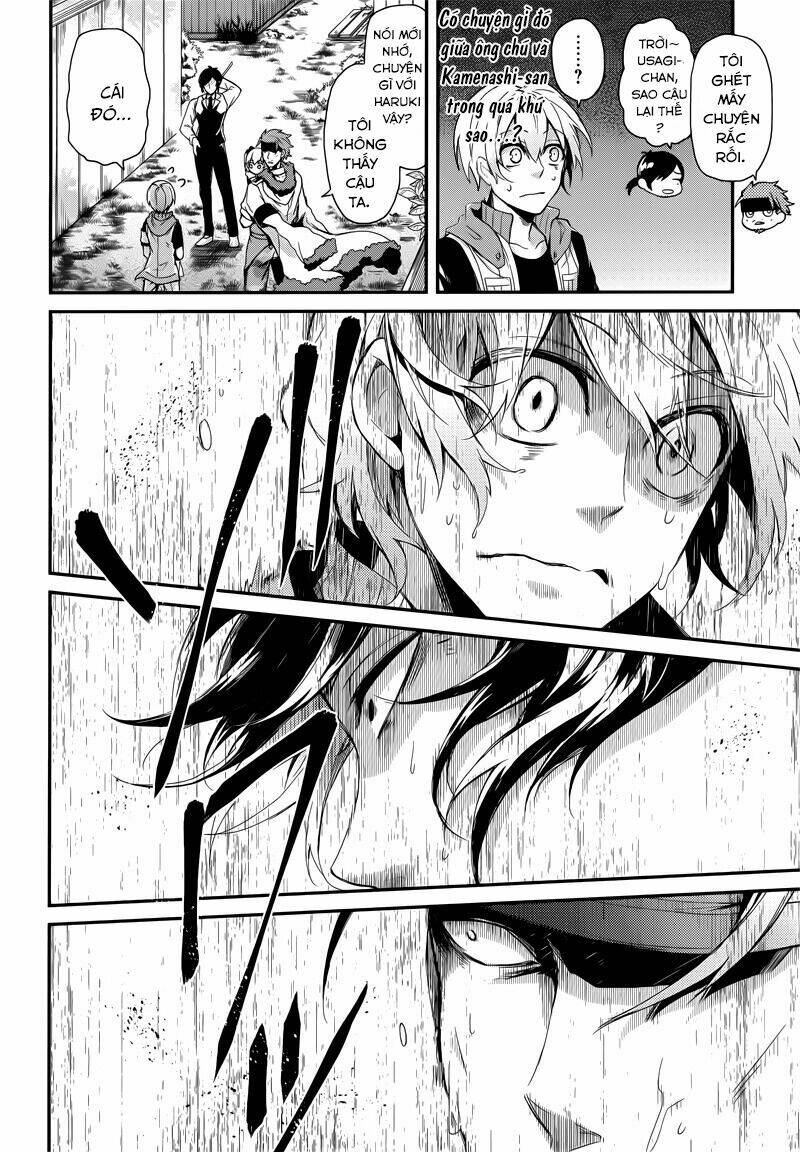 TÔI GHÉT
MẤY
CHUYỆN
RẮC
RỐI.
TRỜI~
USAGI-
CHAN,
SAO CẬU
LẠI THẾ
?
......
?
Có chuyện gì đó
giữa ông chú và
Kamenashi-san
trong quá khứ
sao....?
NÓI MỚI
NHỚ,
CHUYỆN
GÌ VỚI
HARUKI
VẬY?
TÔI
KHÔNG
THẤY
CẬU
TA.
CÁI
ĐÓ...